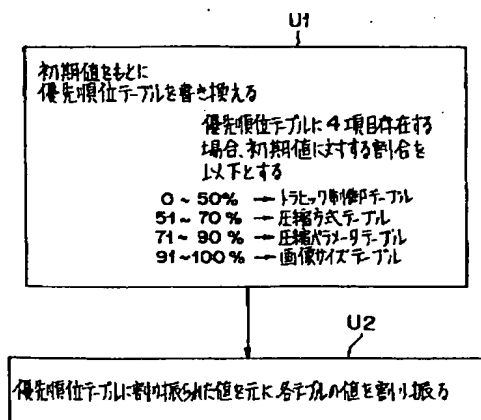 U1
初期値をもとに
優先順位テーブルを書き換える
優先順位テーブルに4項目存在する
場合、初期値に対する割合を
以下とする
0~50% → トラヒック制御テーブル
51~70% → 圧縮方式テーブル
71~90% → 圧縮パラメータテーブル
91~100% → 画像サイズテーブル
U2
優先順位テーブルに割り振られた値を元に各テーブルの値を割り振る